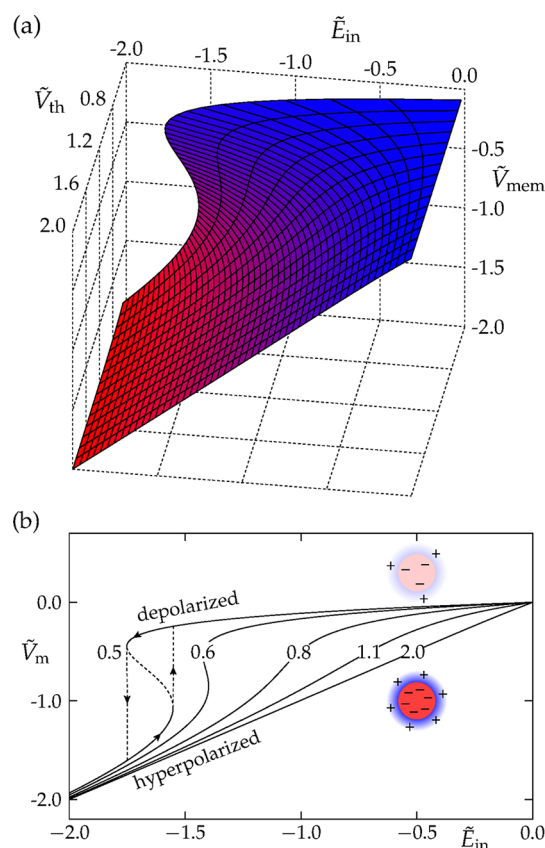 (a)
-2.0 -1.5 -1.0 -0.5 0.0
Ẽin
Ṽth
0.8
1.2
1.6
2.0
-0.5
Ṽmem
-1.0
-1.5
-2.0
(b)
0.0
Ṽm
-1.0
-2.0
depolarized
0.5 0.6 0.8 1.1 2.0
hyperpolarized
−2.0 −1.5 −1.0 −0.5 0.0
Ẽin